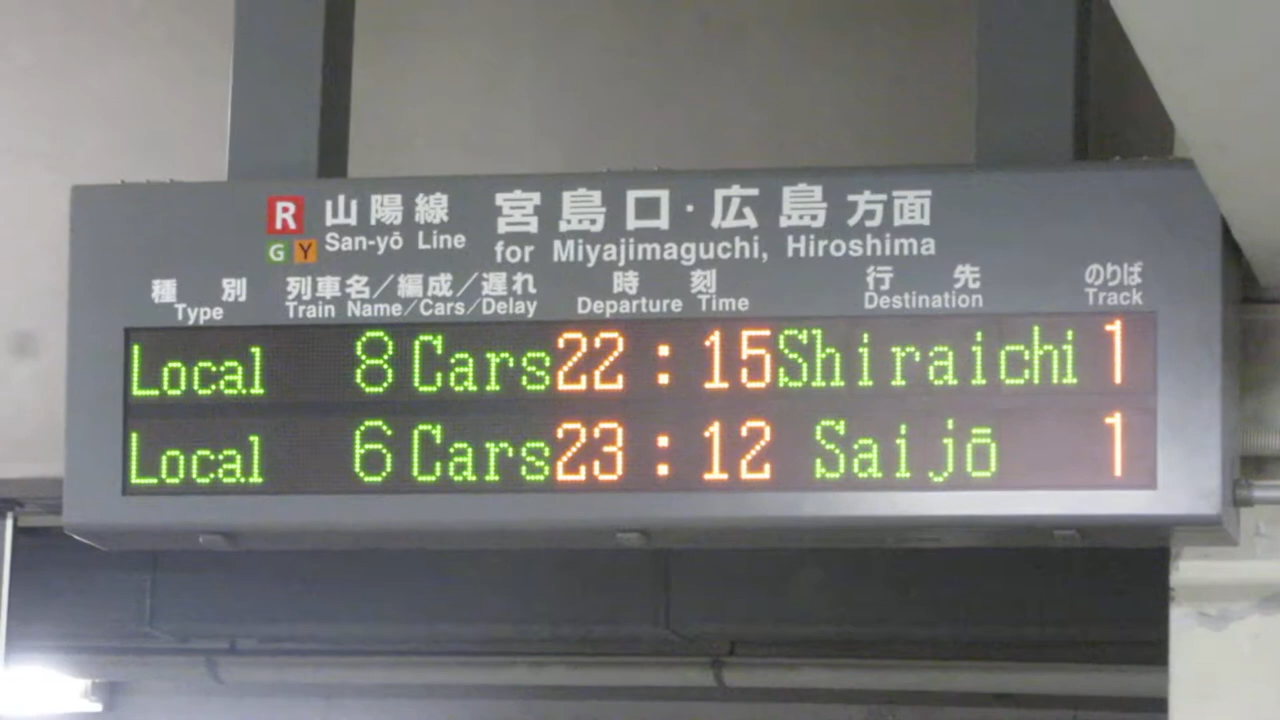 R 山陽線 宮島口・広島方面
G Y San-yō Line for Miyajimaguchi, Hiroshima
種別 列車名/編成/遅れ 時刻 行先 のりば
Type Train Name/Cars/Delay Departure Time Destination Track
Local 8 Cars 22:15 Shiraichi 1
Local 6 Cars 23:12 Saijō 1